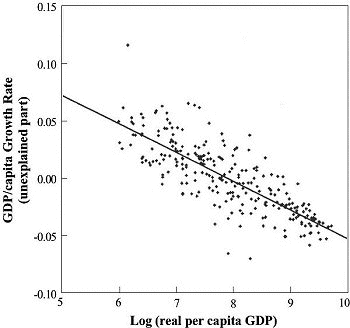 GDP/capita Growth Rate
(unexplained part)
0.15
0.10
0.05
0.00
-0.05
-0.10
5 6 7 8 9 10
Log (real per capita GDP)